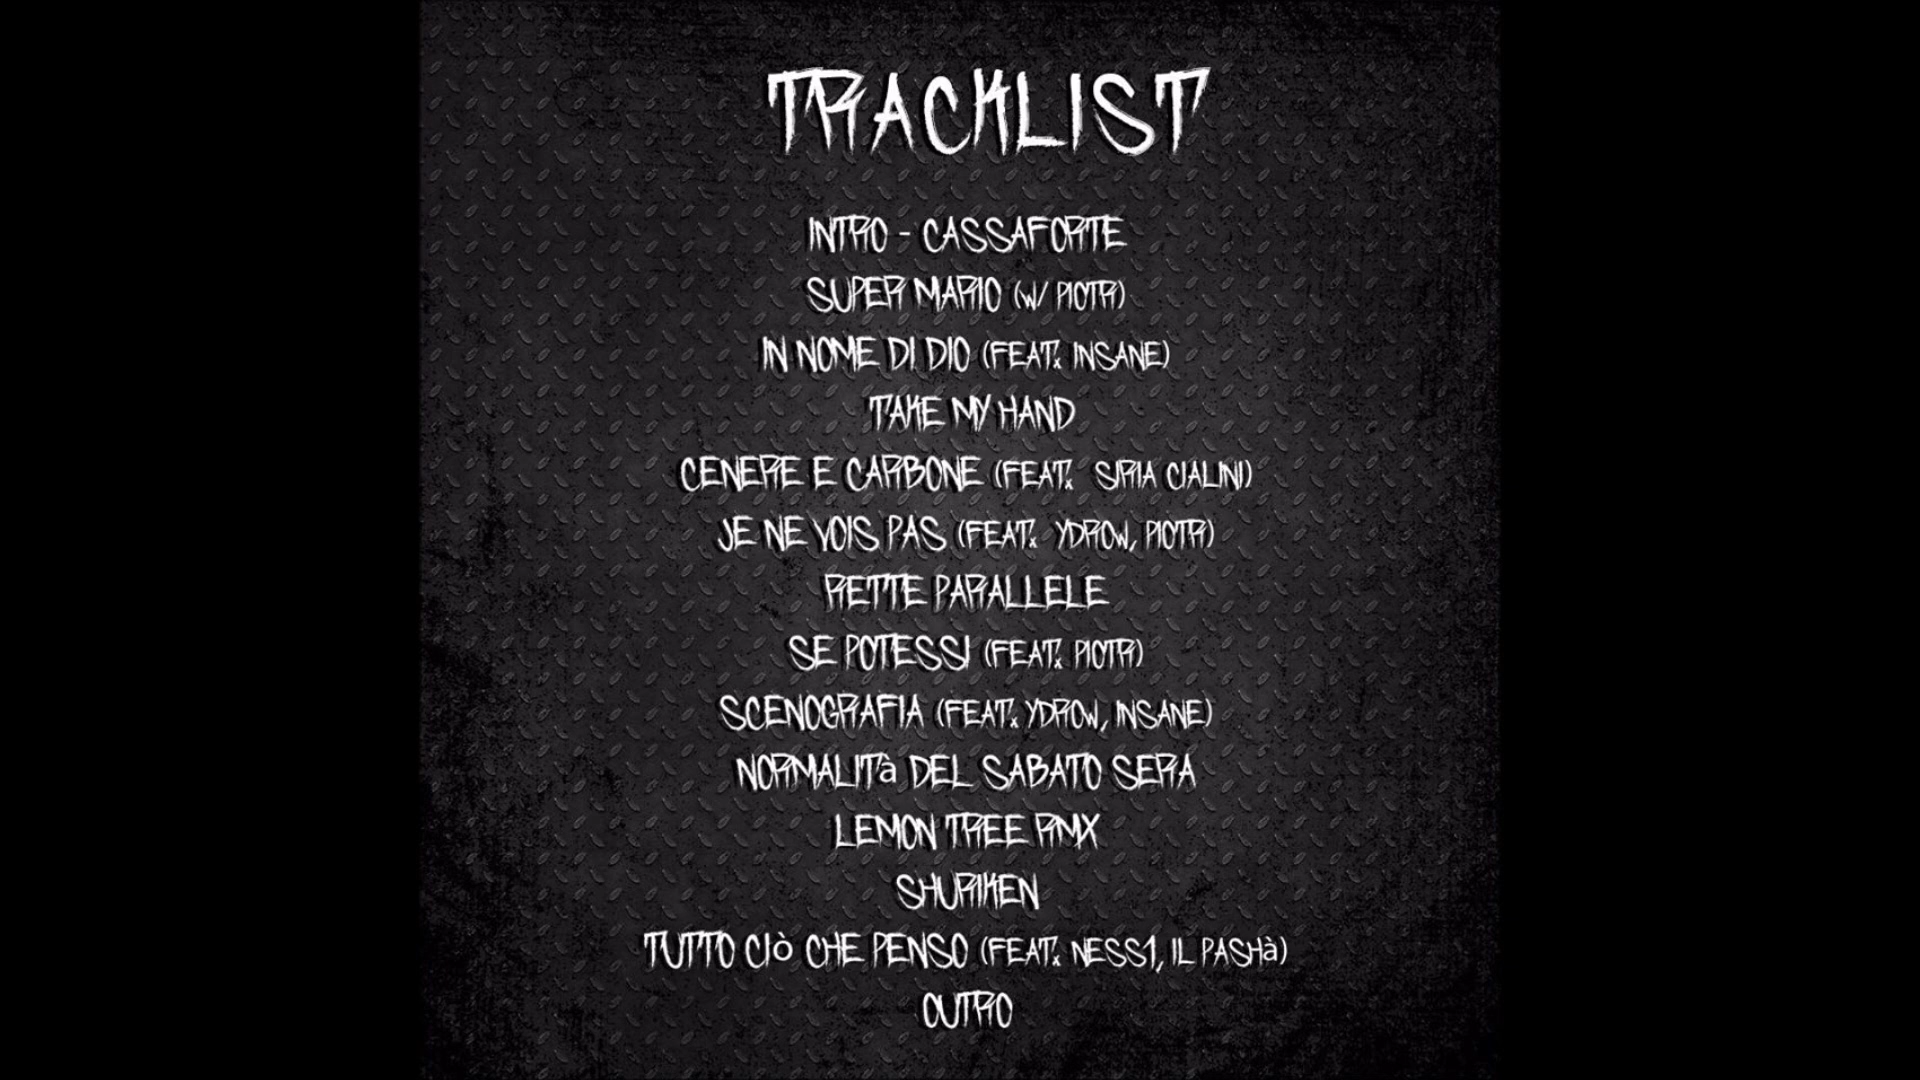 TRACKLIST
INTRO - CASSAFORTE
SUPER MARIO (W/ PIOTR)
IN NOME DI DIO (FEAT. INSANE)
TAKE MY HAND
CENERE E CARBONE (FEAT. SIRIA CIALINI)
JE NE VOIS PAS (FEAT. YDROW, PIOTR)
RETTE PARALLELE
SE POTESSI (FEAT. PIOTR)
SCENOGRAFIA (FEAT. YDROW, INSANE)
NORMALITà DEL SABATO SERA
LEMON TREE RMX
SHURIKEN
TUTTO CIò CHE PENSO (FEAT. NESS1, IL PASHà)
OUTRO